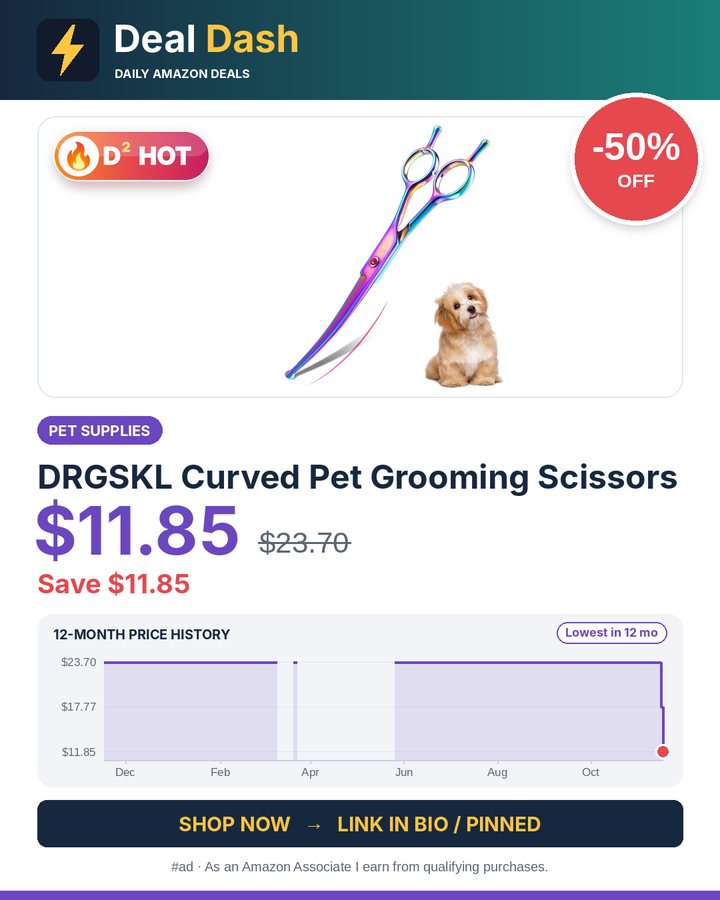 Deal Dash
DAILY AMAZON DEALS
D² HOT
-50%
OFF
PET SUPPLIES
DRGSKL Curved Pet Grooming Scissors
$11.85 $23.70
Save $11.85
12-MONTH PRICE HISTORY
Lowest in 12 mo
$23.70
$17.77
$11.85
Dec Feb Apr Jun Aug Oct
SHOP NOW → LINK IN BIO / PINNED
#ad · As an Amazon Associate I earn from qualifying purchases.